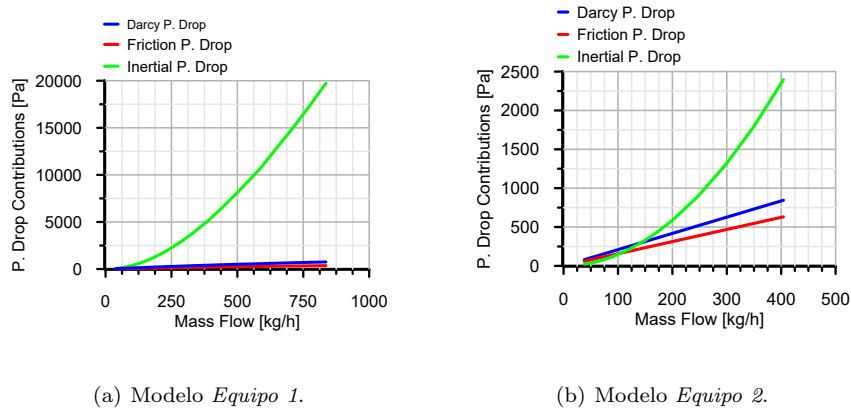 Darcy P. Drop
Friction P. Drop
Inertial P. Drop
P. Drop Contributions [Pa]
20000
15000
10000
5000
0
0
250
500
750
1000
Mass Flow [kg/h]
(a) Modelo Equipo 1.
Darcy P. Drop
Friction P. Drop
Inertial P. Drop
P. Drop Contributions [Pa]
2500
2000
1500
1000
500
0
0
100
200
300
400
500
Mass Flow [kg/h]
(b) Modelo Equipo 2.